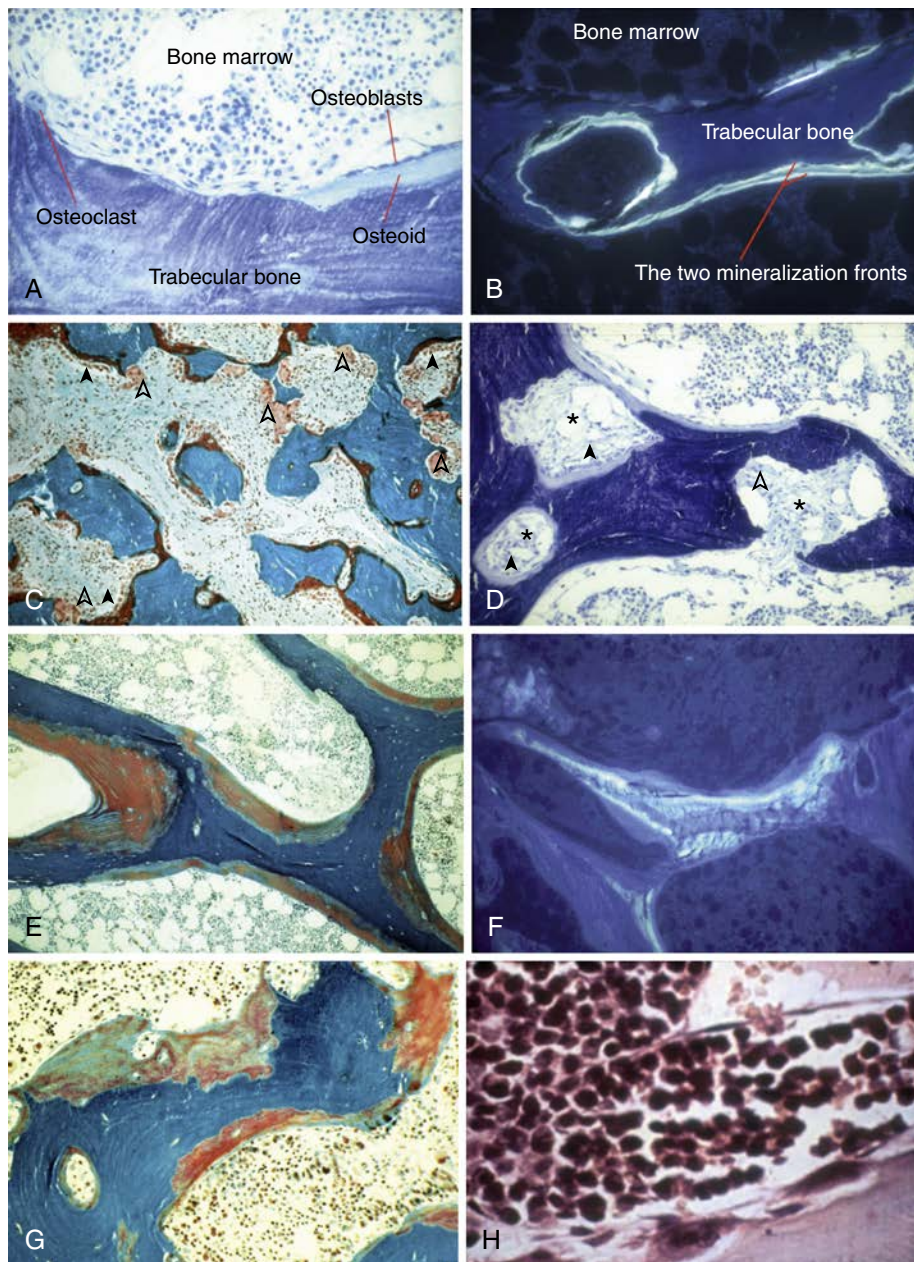 Bone marrow
Osteoblasts
Osteoclast
Osteoid
Trabecular bone
A
Bone marrow
Trabecular bone
The two mineralization fronts
B
C
*
*
*
D
E
F
G
H